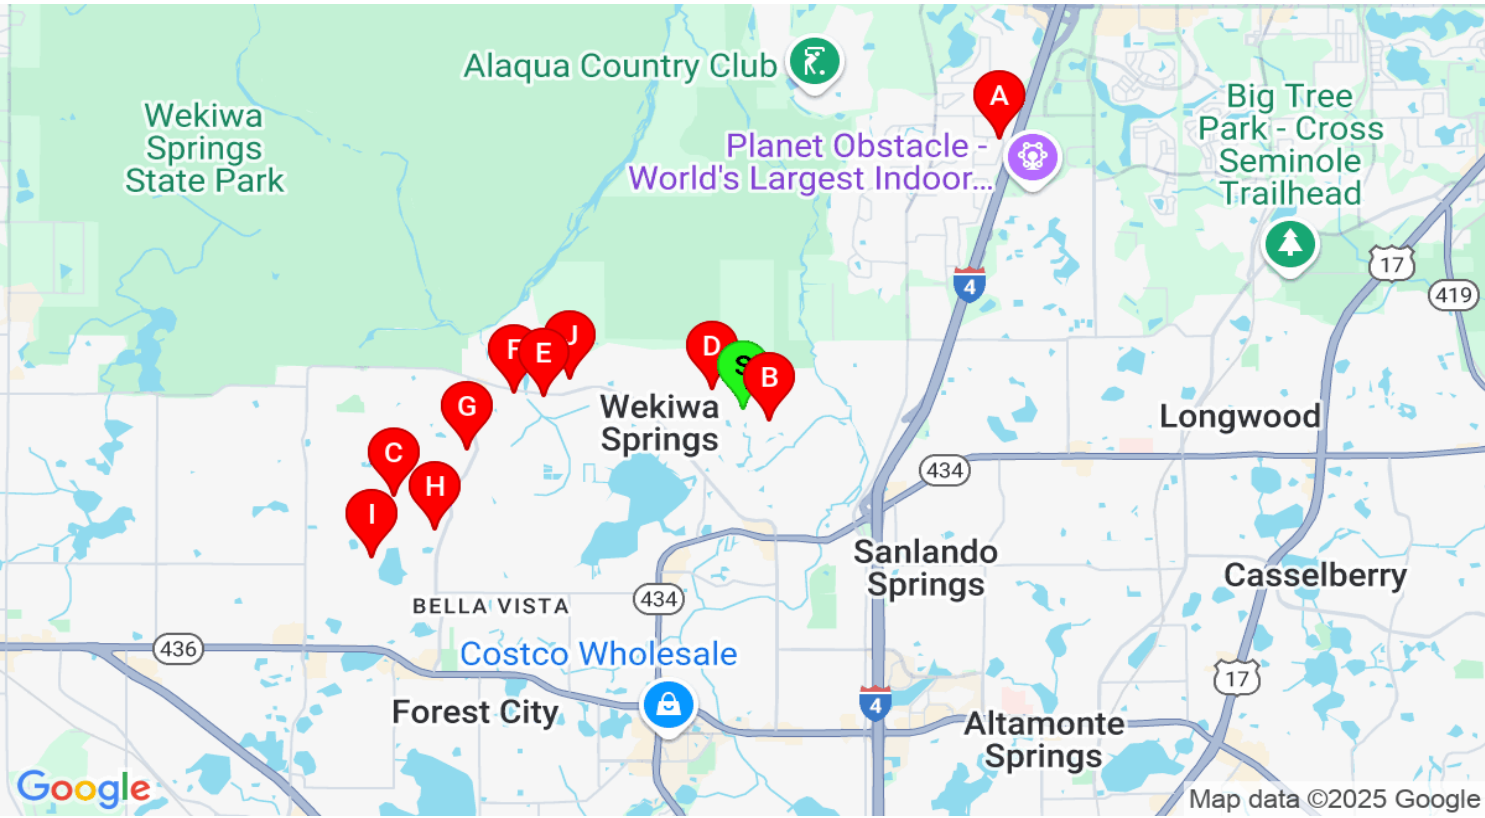 Alaqua Country Club
A
Big Tree
Park - Cross
Seminole
Trailhead
Wekiwa
Springs
State Park
Planet Obstacle -
World's Largest Indoor...
17
4
419
J
F
E
D
S
B
G
Wekiwa
Springs
Longwood
C
434
H
I
Sanlando
Springs
Casselberry
BELLA VISTA
434
436
Costco Wholesale
17
4
Forest City
Altamonte
Springs
Google
Map data ©2025 Google